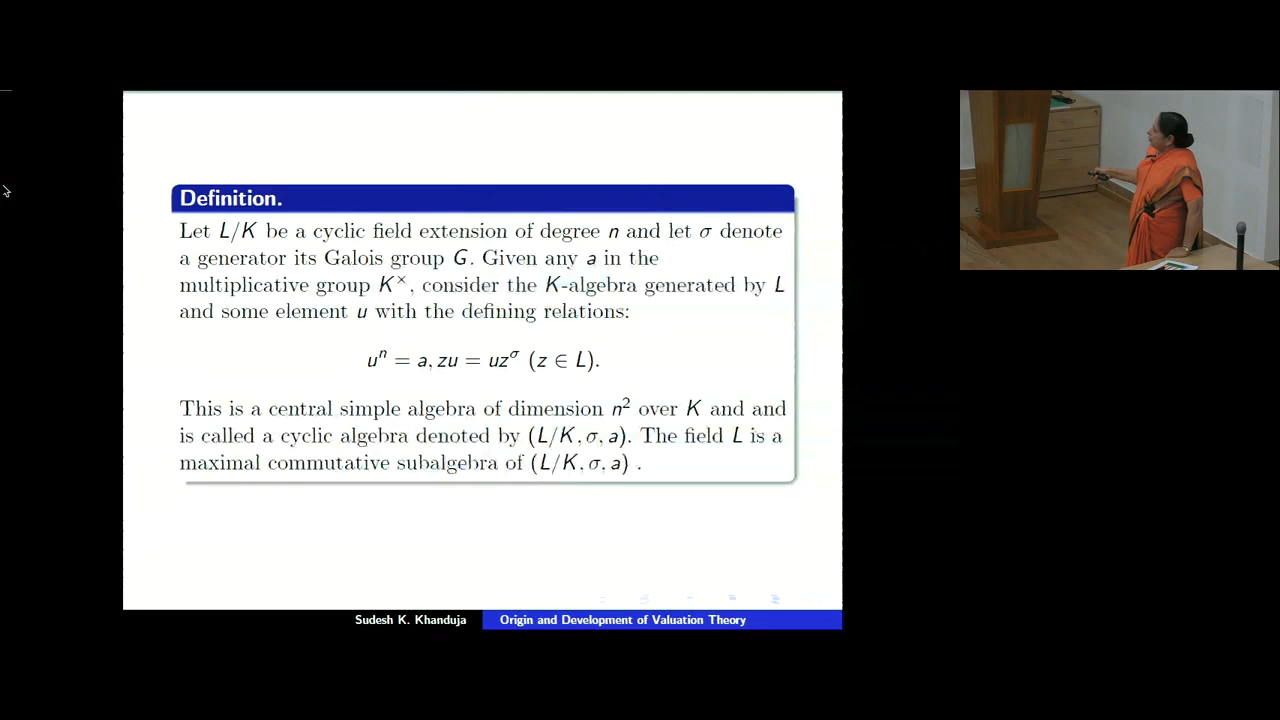 Definition.
Let L/K be a cyclic field extension of degree n and let σ denote
a generator its Galois group G. Given any a in the
multiplicative group K×, consider the K-algebra generated by L
and some element u with the defining relations:
uⁿ = a, zu = uz^σ (z ∈ L).
This is a central simple algebra of dimension n² over K and and
is called a cyclic algebra denoted by (L/K, σ, a). The field L is a
maximal commutative subalgebra of (L/K, σ, a) .
Sudesh K. Khanduja
Origin and Development of Valuation Theory